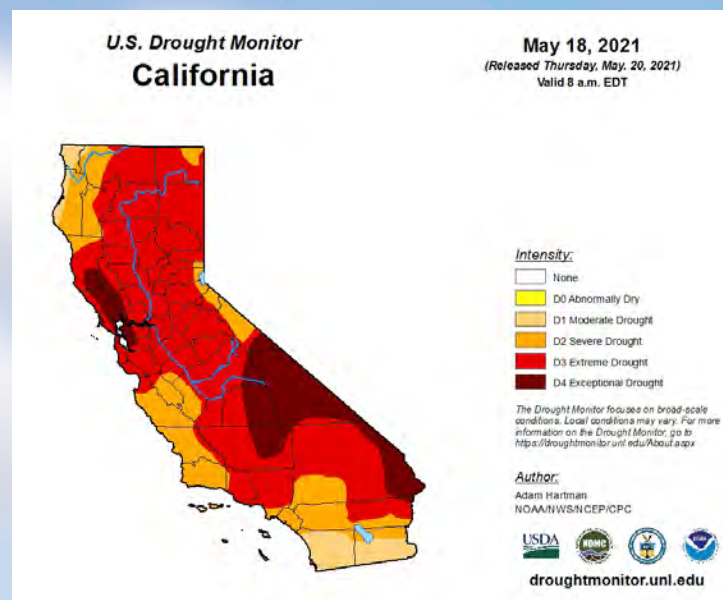 U.S. Drought Monitor
California
May 18, 2021
(Released Thursday, May. 20, 2021)
Valid 8 a.m. EDT
Intensity:
None
D0 Abnormally Dry
D1 Moderate Drought
D2 Severe Drought
D3 Extreme Drought
D4 Exceptional Drought
The Drought Monitor focuses on broad-scale
conditions. Local conditions may vary. For more
information on the Drought Monitor, go to
https://droughtmonitor.unl.edu/About.aspx
Author:
Adam Hartman
NOAA/NWS/NCEP/CPC
USDA
NDMC
droughtmonitor.unl.edu